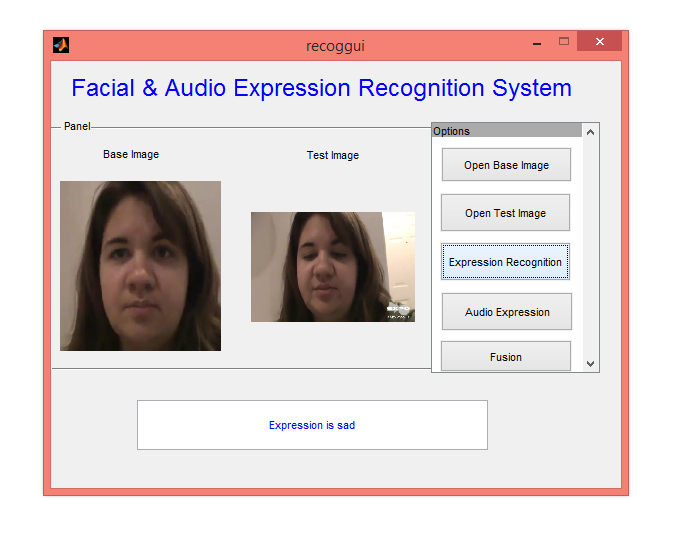 recoggui
Facial & Audio Expression Recognition System
Panel
Base Image
Test Image
Options
Open Base Image
Open Test Image
Expression Recognition
Audio Expression
Fusion
Expression is sad